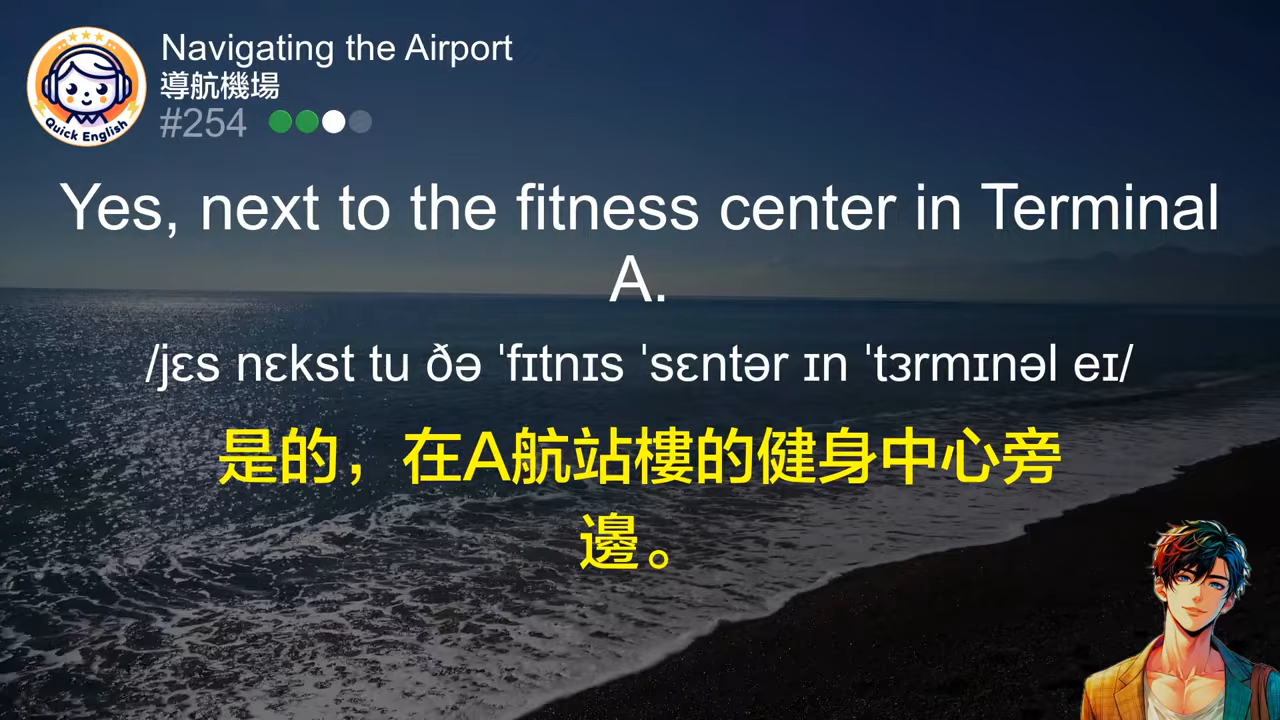 Navigating the Airport
導航機場
#254
Quick English
Yes, next to the fitness center in Terminal
A.
/jɛs nɛkst tu ðə ˈfɪtnɪs ˈsɛntər ɪn ˈtɜrmɪnəl eɪ/
是的，在A航站樓的健身中心旁
邊。